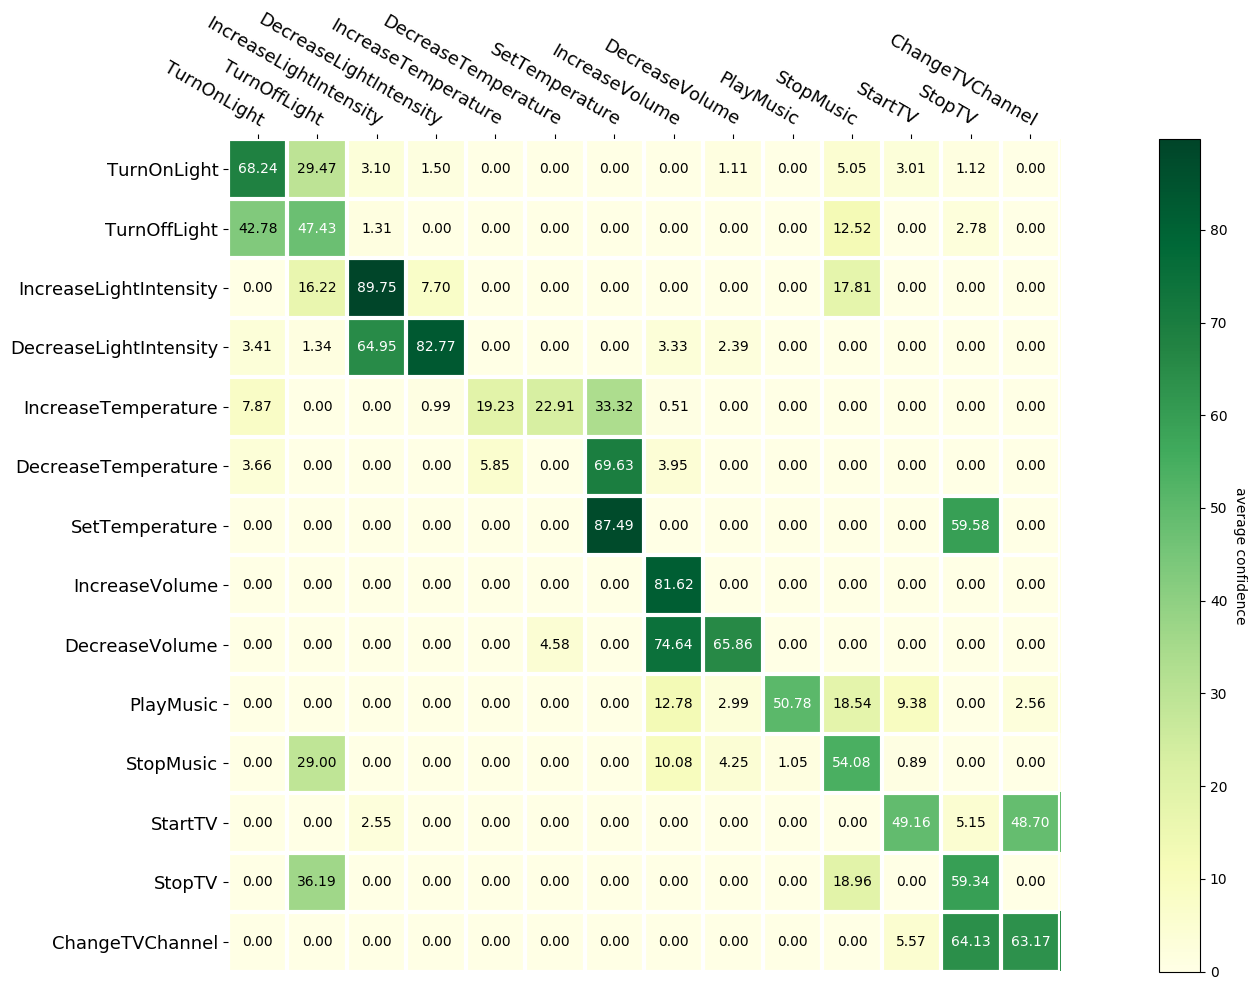 TurnOnLight
TurnOffLight
IncreaseLightIntensity
DecreaseLightIntensity
IncreaseTemperature
DecreaseTemperature
SetTemperature
IncreaseVolume
DecreaseVolume
PlayMusic
StopMusic
StartTV
StopTV
ChangeTVChannel
TurnOnLight 68.24 29.47 3.10 1.50 0.00 0.00 0.00 0.00 1.11 0.00 5.05 3.01 1.12 0.00
TurnOffLight 42.78 47.43 1.31 0.00 0.00 0.00 0.00 0.00 0.00 0.00 12.52 0.00 2.78 0.00
IncreaseLightIntensity 0.00 16.22 89.75 7.70 0.00 0.00 0.00 0.00 0.00 0.00 17.81 0.00 0.00 0.00
DecreaseLightIntensity 3.41 1.34 64.95 82.77 0.00 0.00 0.00 3.33 2.39 0.00 0.00 0.00 0.00 0.00
IncreaseTemperature 7.87 0.00 0.00 0.99 19.23 22.91 33.32 0.51 0.00 0.00 0.00 0.00 0.00 0.00
DecreaseTemperature 3.66 0.00 0.00 0.00 5.85 0.00 69.63 3.95 0.00 0.00 0.00 0.00 0.00 0.00
SetTemperature 0.00 0.00 0.00 0.00 0.00 0.00 87.49 0.00 0.00 0.00 0.00 0.00 59.58 0.00
IncreaseVolume 0.00 0.00 0.00 0.00 0.00 0.00 0.00 81.62 0.00 0.00 0.00 0.00 0.00 0.00
DecreaseVolume 0.00 0.00 0.00 0.00 0.00 4.58 0.00 74.64 65.86 0.00 0.00 0.00 0.00 0.00
PlayMusic 0.00 0.00 0.00 0.00 0.00 0.00 0.00 12.78 2.99 50.78 18.54 9.38 0.00 2.56
StopMusic 0.00 29.00 0.00 0.00 0.00 0.00 0.00 10.08 4.25 1.05 54.08 0.89 0.00 0.00
StartTV 0.00 0.00 2.55 0.00 0.00 0.00 0.00 0.00 0.00 0.00 0.00 49.16 5.15 48.70
StopTV 0.00 36.19 0.00 0.00 0.00 0.00 0.00 0.00 0.00 0.00 18.96 0.00 59.34 0.00
ChangeTVChannel 0.00 0.00 0.00 0.00 0.00 0.00 0.00 0.00 0.00 0.00 0.00 5.57 64.13 63.17
80
70
60
50
40
30
20
10
0
average confidence